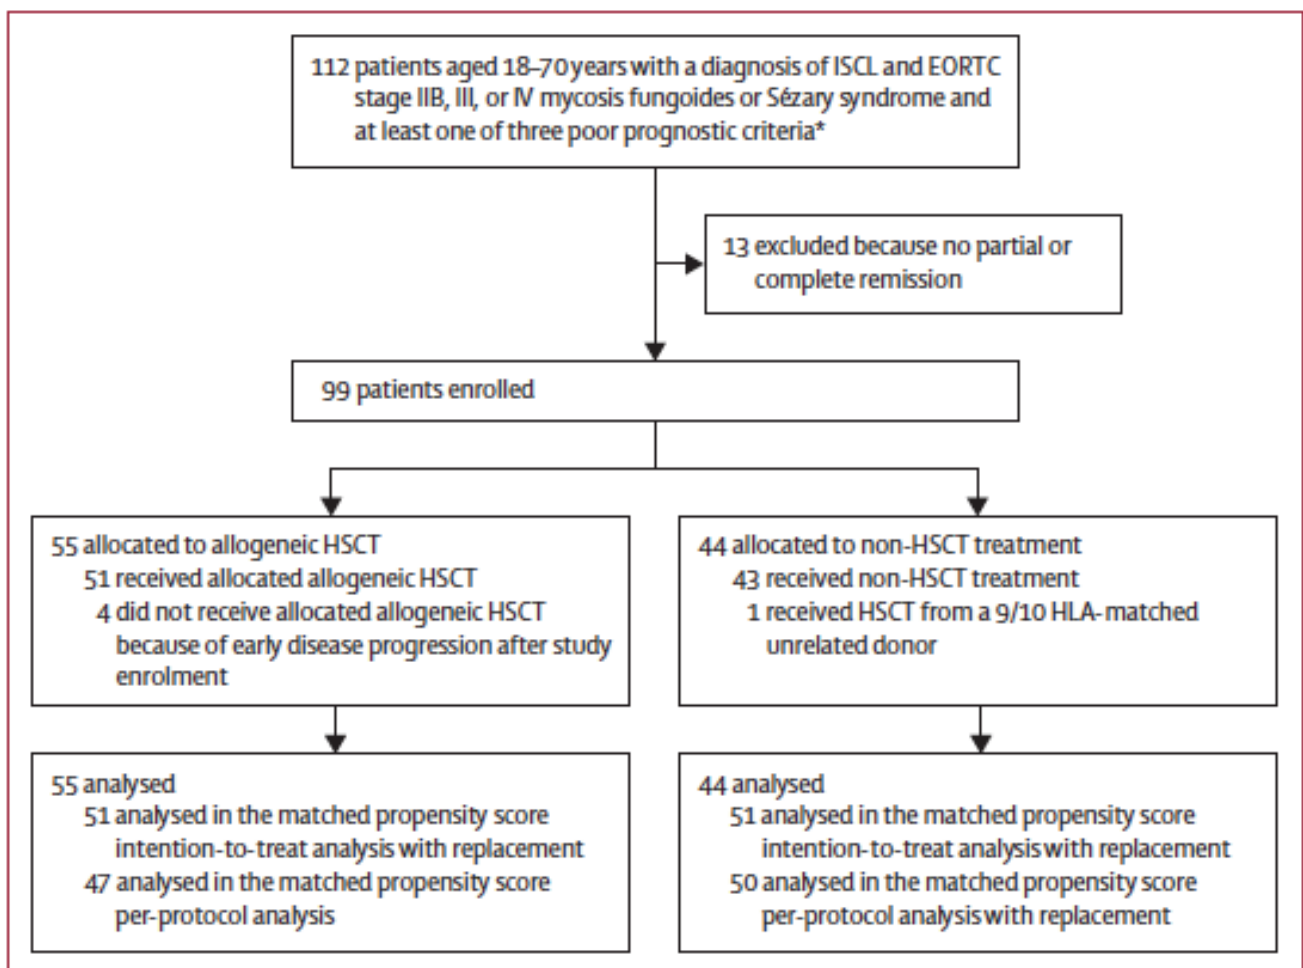 112 patients aged 18–70 years with a diagnosis of ISCL and EORTC
stage IIB, III, or IV mycosis fungoides or Sézary syndrome and
at least one of three poor prognostic criteria*
13 excluded because no partial or
complete remission
99 patients enrolled
55 allocated to allogeneic HSCT
51 received allocated allogeneic HSCT
4 did not receive allocated allogeneic HSCT
because of early disease progression after study
enrolment
44 allocated to non-HSCT treatment
43 received non-HSCT treatment
1 received HSCT from a 9/10 HLA-matched
unrelated donor
55 analysed
51 analysed in the matched propensity score
intention-to-treat analysis with replacement
47 analysed in the matched propensity score
per-protocol analysis
44 analysed
51 analysed in the matched propensity score
intention-to-treat analysis with replacement
50 analysed in the matched propensity score
per-protocol analysis with replacement